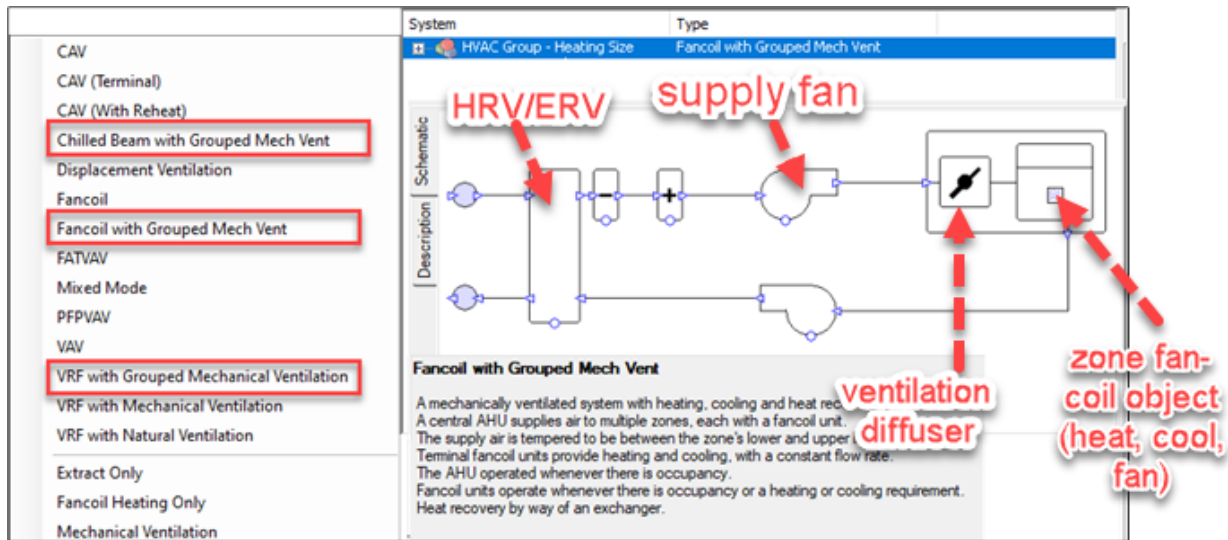 CAV
CAV (Terminal)
CAV (With Reheat)
Chilled Beam with Grouped Mech Vent
Displacement Ventilation
Fancoil
Fancoil with Grouped Mech Vent
FATVAV
Mixed Mode
PFPVAV
VAV
VRF with Grouped Mechanical Ventilation
VRF with Mechanical Ventilation
VRF with Natural Ventilation
Extract Only
Fancoil Heating Only
Mechanical Ventilation
System Type
HVAC Group - Heating Size Fancoil with Grouped Mech Vent
HRV/ERV
supply fan
Schematic
Description
Fancoil with Grouped Mech Vent
A mechanically ventilated system with heating, cooling and heat
A central AHU supplies air to multiple zones, each with a fancoil unit.
The supply air is tempered to be between the zone's lower and upper
Terminal fancoil units provide heating and cooling, with a constant flow rate.
The AHU operated whenever there is occupancy.
Fancoil units operate whenever there is occupancy or a heating or cooling requirement.
Heat recovery by way of an exchanger.
ventilation
diffuser
zone fan-
coil object
(heat, cool,
fan)